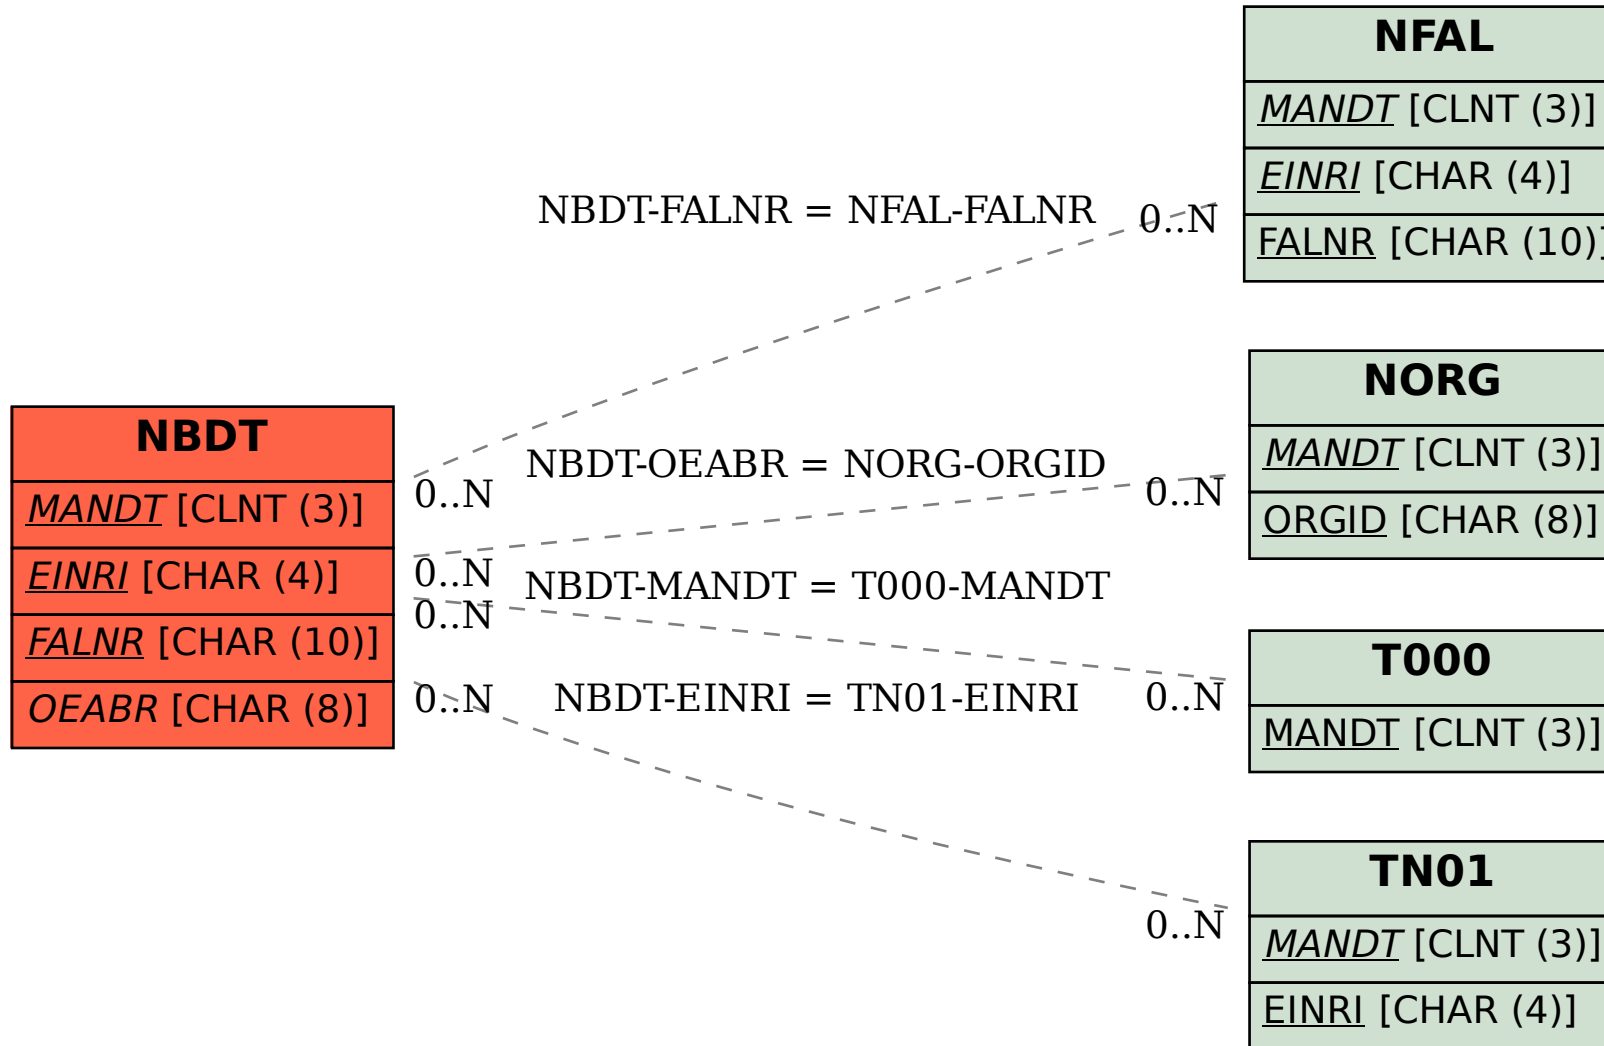 NFAL
MANDT [CLNT (3)]
EINRI [CHAR (4)]
FALNR [CHAR (10)]
NBDT-FALNR = NFAL-FALNR
0..N
0..N
NORG
MANDT [CLNT (3)]
ORGID [CHAR (8)]
NBDT-OEABR = NORG-ORGID
0..N
0..N
NBDT
MANDT [CLNT (3)]
EINRI [CHAR (4)]
FALNR [CHAR (10)]
OEABR [CHAR (8)]
NBDT-MANDT = T000-MANDT
0..N
0..N
T000
MANDT [CLNT (3)]
NBDT-EINRI = TN01-EINRI
0..N
0..N
TN01
MANDT [CLNT (3)]
EINRI [CHAR (4)]